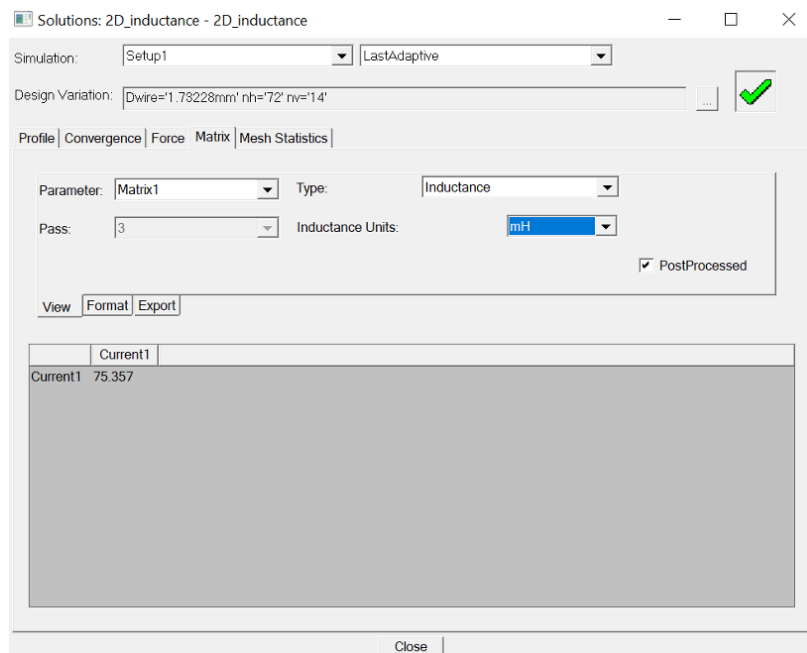 Solutions: 2D_inductance - 2D_inductance
Simulation: Setup1 LastAdaptive
Design Variation: Dwire='1.73228mm' nh='72' nv='14' ...
Profile Convergence Force Matrix Mesh Statistics
Parameter: Matrix1 Type: Inductance
Pass: 3 Inductance Units: mH
PostProcessed
View Format Export
Current1
Current1 75.357
Close